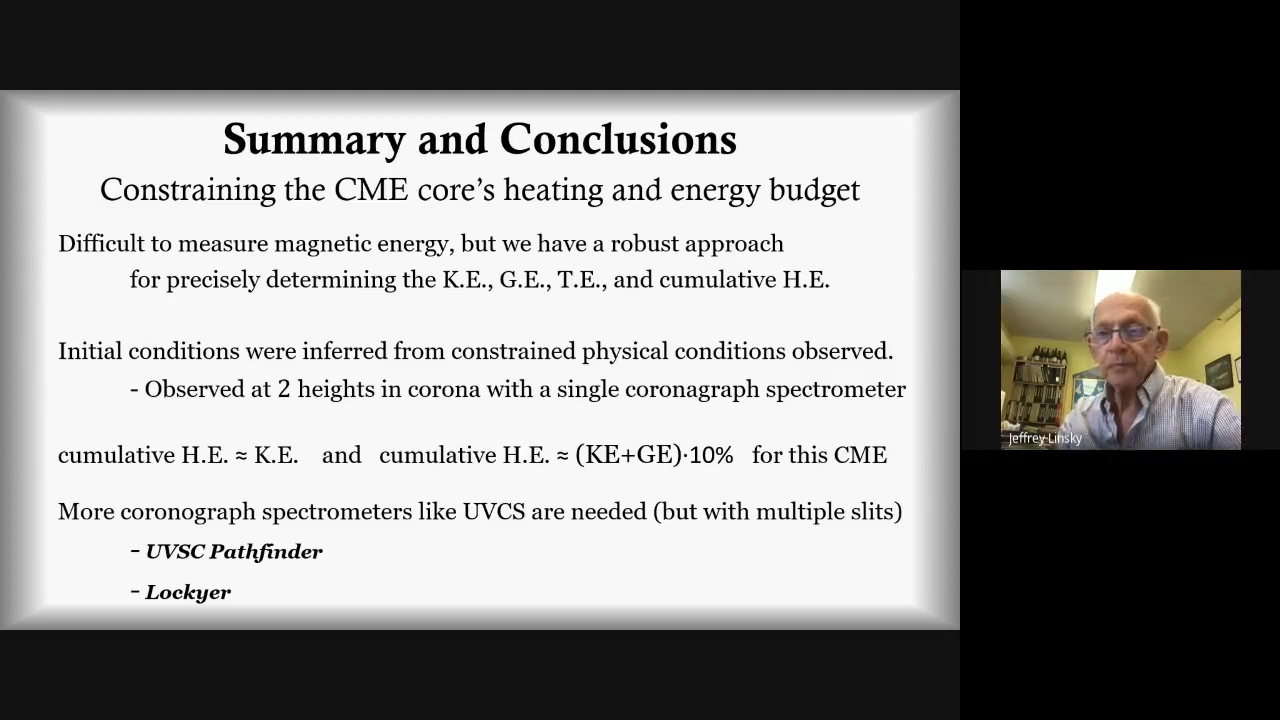 Summary and Conclusions
Constraining the CME core's heating and energy budget
Difficult to measure magnetic energy, but we have a robust approach
for precisely determining the K.E., G.E., T.E., and cumulative H.E.
Initial conditions were inferred from constrained physical conditions observed.
- Observed at 2 heights in corona with a single coronagraph spectrometer
cumulative H.E. ≈ K.E. and cumulative H.E. ≈ (KE+GE)·10% for this CME
More coronograph spectrometers like UVCS are needed (but with multiple slits)
- UVSC Pathfinder
- Lockyer
Jeffrey Linsky